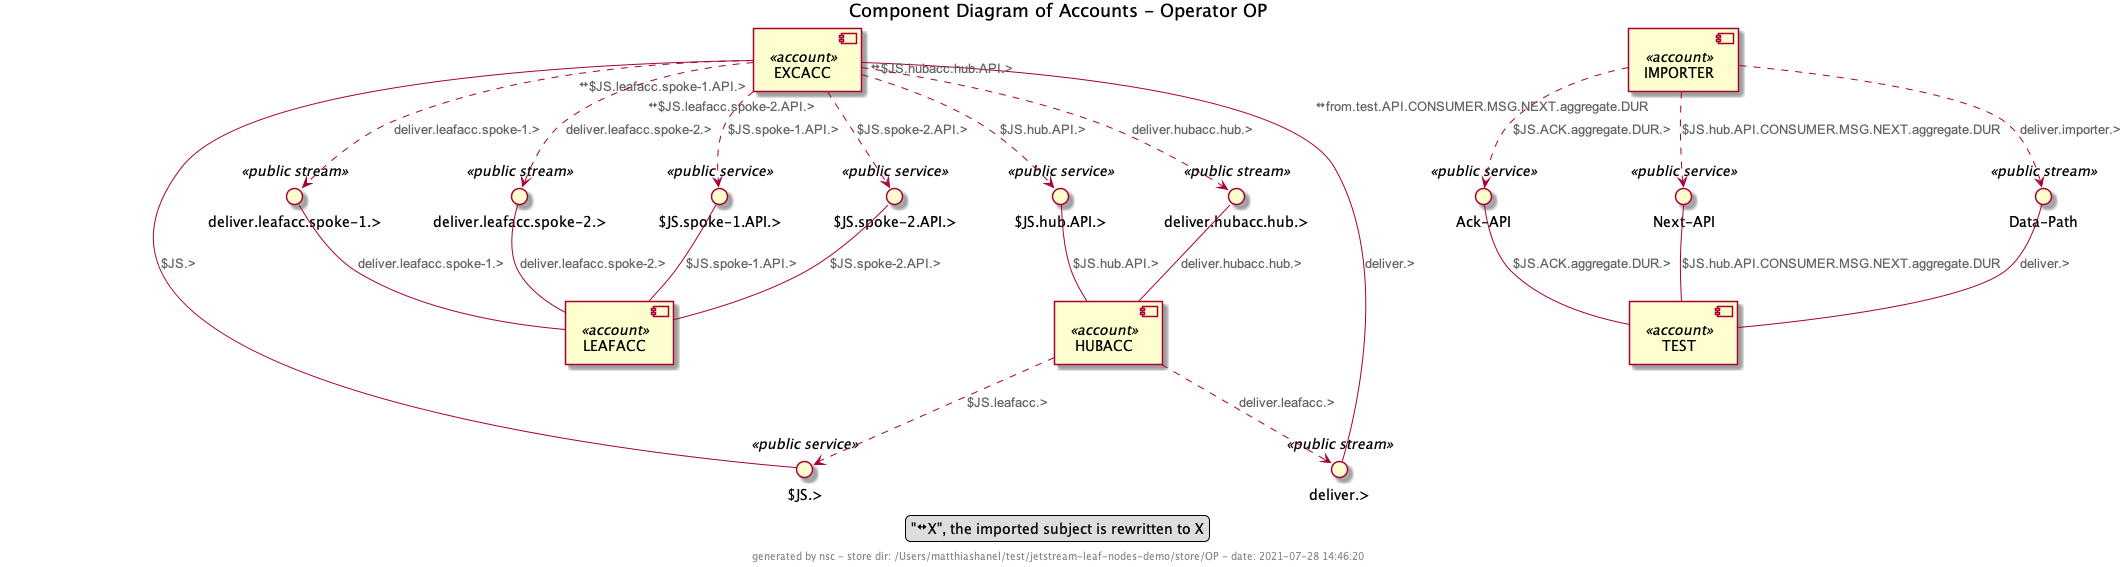 Component Diagram of Accounts - Operator OP
«account»
EXCACC
«account»
IMPORTER
↔$JS.hubacc.hub.API.>
↔$JS.leafacc.spoke-1.API.>
↔$JS.leafacc.spoke-2.API.>
↔from.test.API.CONSUMER.MSG.NEXT.aggregate.DUR
deliver.leafacc.spoke-1.>
deliver.leafacc.spoke-2.>
$JS.spoke-1.API.>
$JS.spoke-2.API.>
$JS.hub.API.>
deliver.hubacc.hub.>
$JS.ACK.aggregate.DUR.>
$JS.hub.API.CONSUMER.MSG.NEXT.aggregate.DUR
deliver.importer.>
«public stream»
«public stream»
«public service»
«public service»
«public service»
«public stream»
«public service»
«public service»
«public stream»
deliver.leafacc.spoke-1.>
deliver.leafacc.spoke-2.>
$JS.spoke-1.API.>
$JS.spoke-2.API.>
$JS.hub.API.>
deliver.hubacc.hub.>
Ack-API
Next-API
Data-Path
$JS.>
deliver.leafacc.spoke-1.>
deliver.leafacc.spoke-2.>
$JS.spoke-1.API.>
$JS.spoke-2.API.>
$JS.hub.API.>
deliver.hubacc.hub.>
deliver.>
$JS.ACK.aggregate.DUR.>
$JS.hub.API.CONSUMER.MSG.NEXT.aggregate.DUR
deliver.>
«account»
LEAFACC
«account»
HUBACC
«account»
TEST
$JS.leafacc.>
deliver.leafacc.>
«public service»
«public stream»
$JS.>
deliver.>
"↔X", the imported subject is rewritten to X
generated by nsc - store dir: /Users/matthiashanel/test/jetstream-leaf-nodes-demo/store/OP - date: 2021-07-28 14:46:20